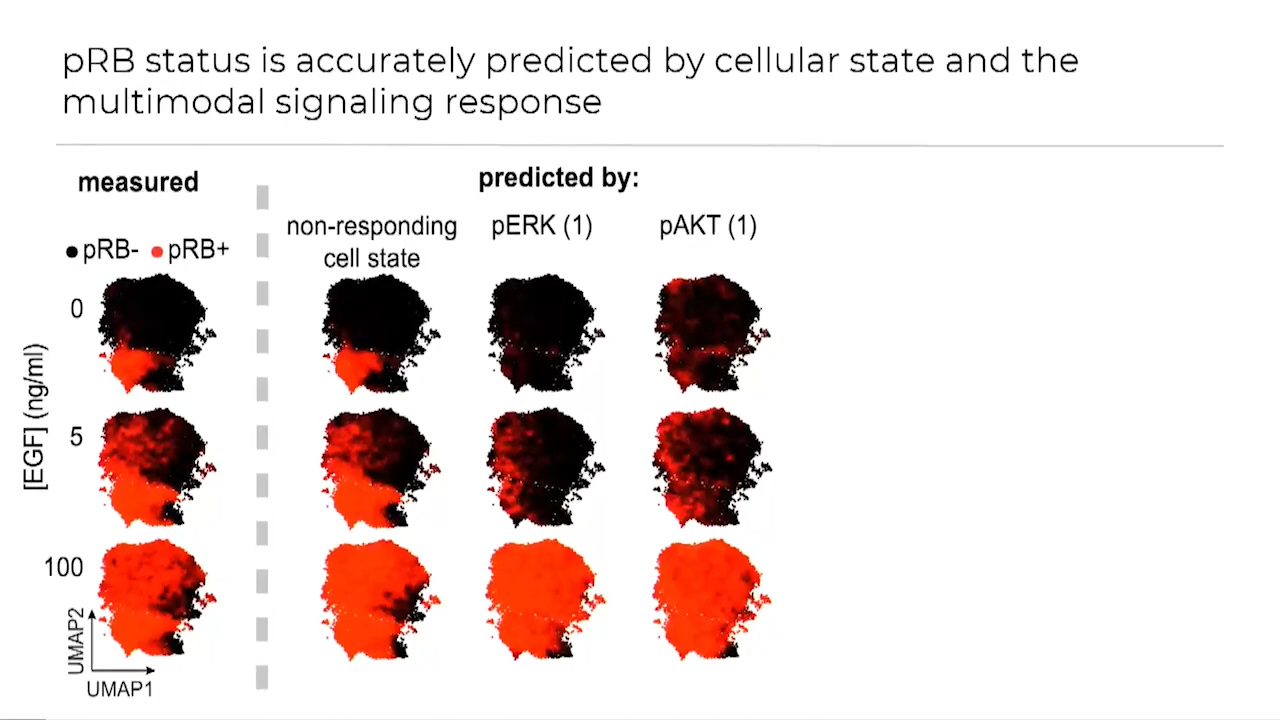 pRB status is accurately predicted by cellular state and the
multimodal signaling response
measured
predicted by:
non-responding
cell state
pERK (1)
pAKT (1)
pRB- pRB+
0
5
100
[EGF] (ng/ml)
UMAP2
UMAP1